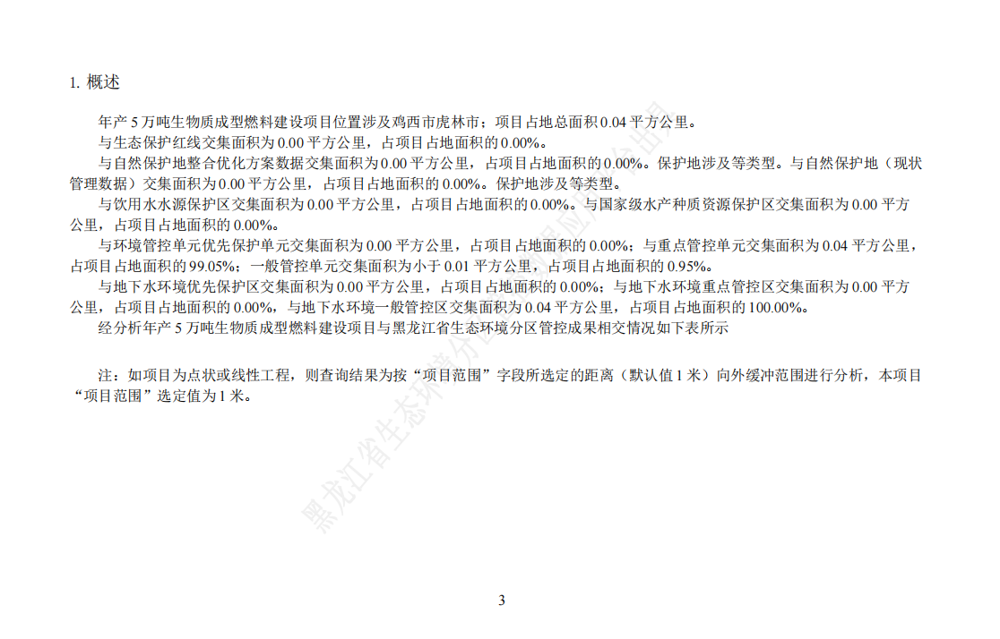 1. 概述
年产 5 万吨生物质成型燃料建设项目位置涉及鸡西市虎林市；项目占地总面积 0.04 平方公里。
与生态保护红线交集面积为 0.00 平方公里，占项目占地面积的 0.00%。
与自然保护地整合优化方案数据交集面积为 0.00 平方公里，占项目占地面积的 0.00%。保护地涉及等类型。与自然保护地（现状
管理数据）交集面积为 0.00 平方公里，占项目占地面积的 0.00%。保护地涉及等类型。
与饮用水水源保护区交集面积为 0.00 平方公里，占项目占地面积的 0.00%。与国家级水产种质资源保护区交集面积为 0.00 平方
公里，占项目占地面积的 0.00%。
与环境管控单元优先保护单元交集面积为 0.00 平方公里，占项目占地面积的 0.00%；与重点管控单元交集面积为 0.04 平方公里，
占项目占地面积的 99.05%；一般管控单元交集面积为小于 0.01 平方公里，占项目占地面积的 0.95%。
与地下水环境优先保护区交集面积为 0.00 平方公里，占项目占地面积的 0.00%；与地下水环境重点管控区交集面积为 0.00 平方
公里，占项目占地面积的 0.00%，与地下水环境一般管控区交集面积为 0.04 平方公里，占项目占地面积的 100.00%。
经分析年产 5 万吨生物质成型燃料建设项目与黑龙江省生态环境分区管控成果相交情况如下表所示
注：如项目为点状或线性工程，则查询结果为按“项目范围”字段所选定的距离（默认值 1 米）向外缓冲范围进行分析，本项目
“项目范围”选定值为 1 米。
黑龙江省生态环境分区管控数据应用平台出具
3